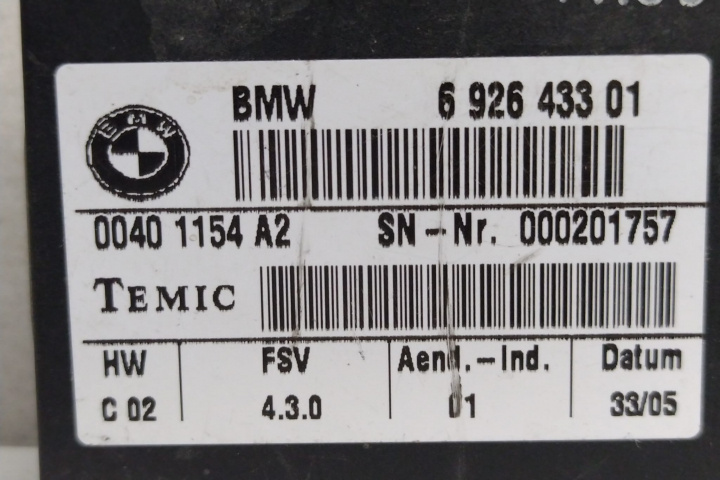 BMW 6 926 433 01
BMW
0040 1154 A2 SN-Nr. 000201757
TEMIC
HW FSV Aend.-Ind. Datum
C 02 4.3.0 01 33/05